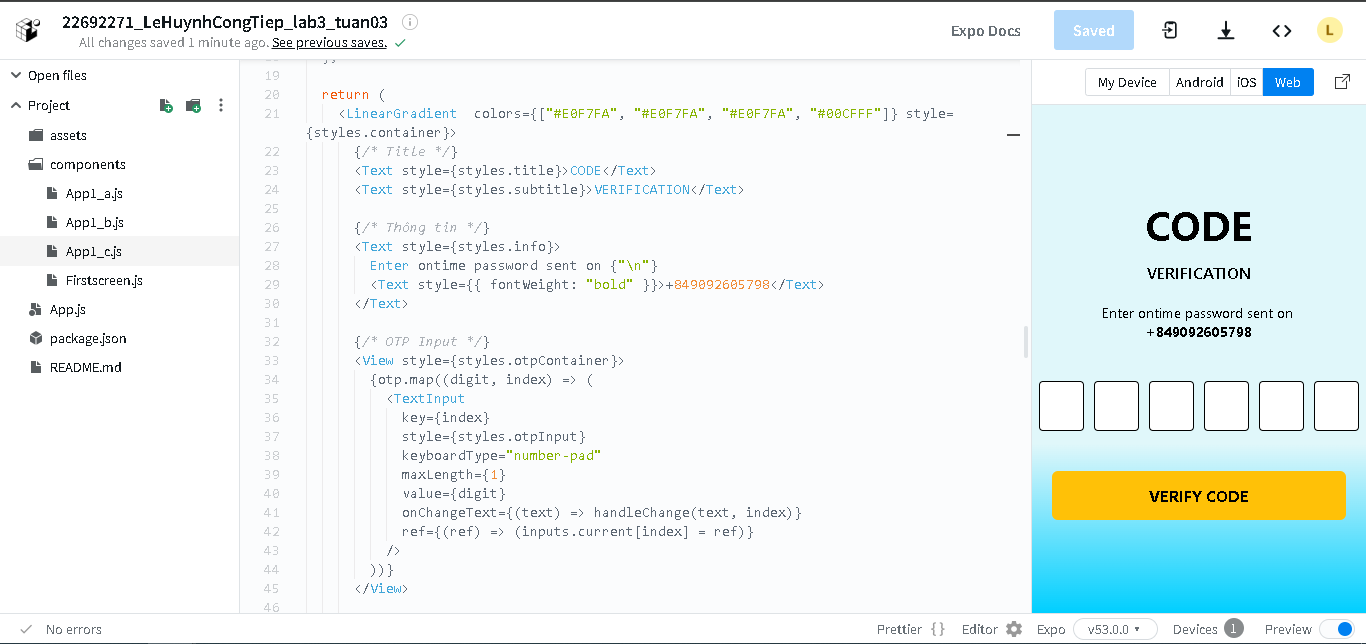 22692271_LeHuynhCongTiep_lab3_tuan03
All changes saved 1 minute ago. See previous saves.
Expo Docs
Saved
L
Open files
Project
assets
components
App1_a.js
App1_b.js
App1_c.js
Firstscreen.js
App.js
package.json
README.md
19
20 return (
21 <LinearGradient colors={["#E0F7FA", "#E0F7FA", "#E0F7FA", "#00CFFF"]} style=
{styles.container}>
22 {/* Title */}
23 <Text style={styles.title}>CODE</Text>
24 <Text style={styles.subtitle}>VERIFICATION</Text>
25
26 {/* Thông tin */}
27 <Text style={styles.info}>
28 Enter ontime password sent on {"\n"}
29 <Text style={{ fontWeight: "bold" }}>+849092605798</Text>
30 </Text>
31
32 {/* OTP Input */}
33 <View style={styles.otpContainer}>
34 {otp.map((digit, index) => (
35 <TextInput
36 key={index}
37 style={styles.otpInput}
38 keyboardType="number-pad"
39 maxLength={1}
40 value={digit}
41 onChangeText={(text) => handleChange(text, index)}
42 ref={(ref) => (inputs.current[index] = ref)}
43 />
44 ))}
45 </View>
46
My Device Android iOS Web
CODE
VERIFICATION
Enter ontime password sent on
+849092605798
VERIFY CODE
No errors
Prettier {} Editor Expo v53.0.0 Devices 1 Preview